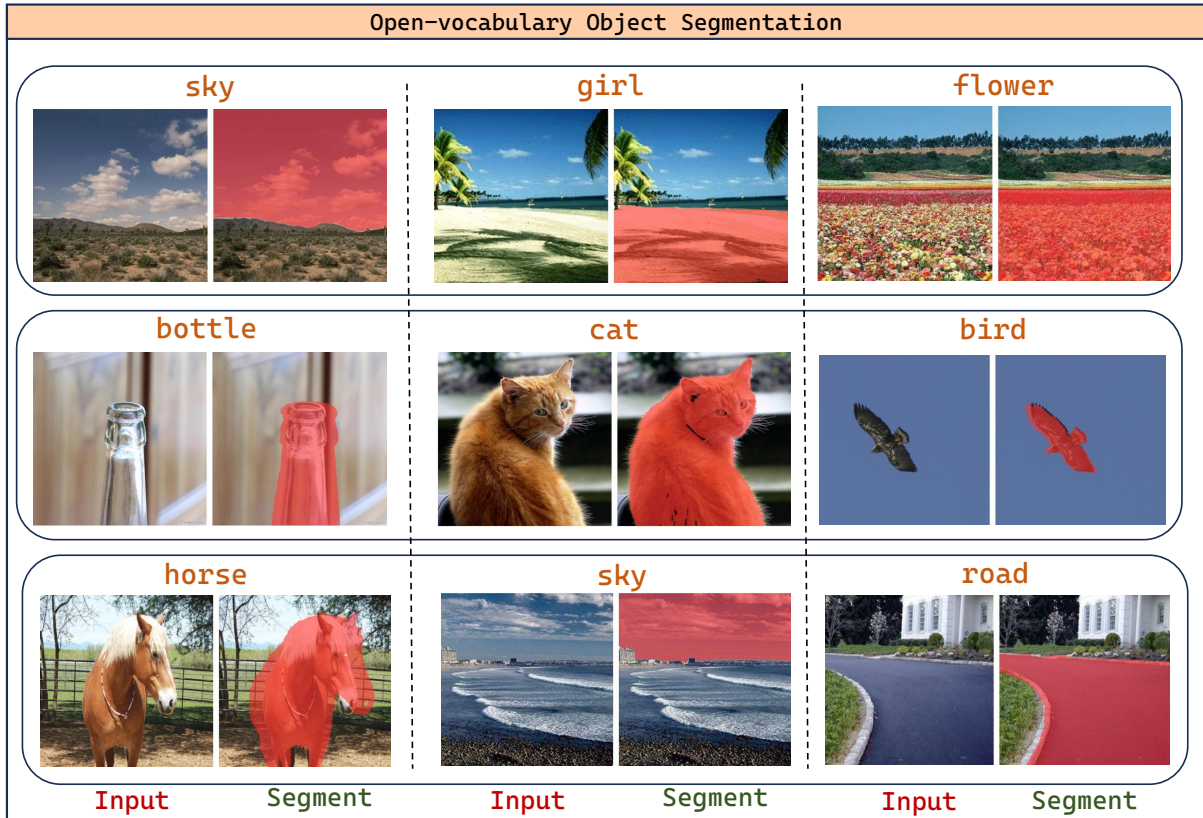 Open-vocabulary Object Segmentation
sky girl flower
bottle cat bird
horse sky road
Input Segment Input Segment Input Segment